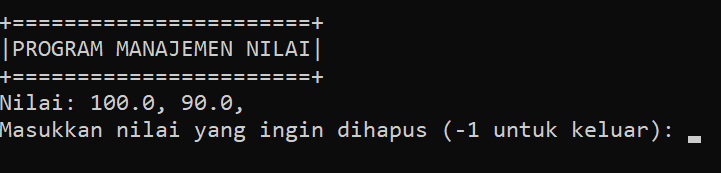 +=======================+
|PROGRAM MANAJEMEN NILAI|
+=======================+
Nilai: 100.0, 90.0,
Masukkan nilai yang ingin dihapus (-1 untuk keluar): _